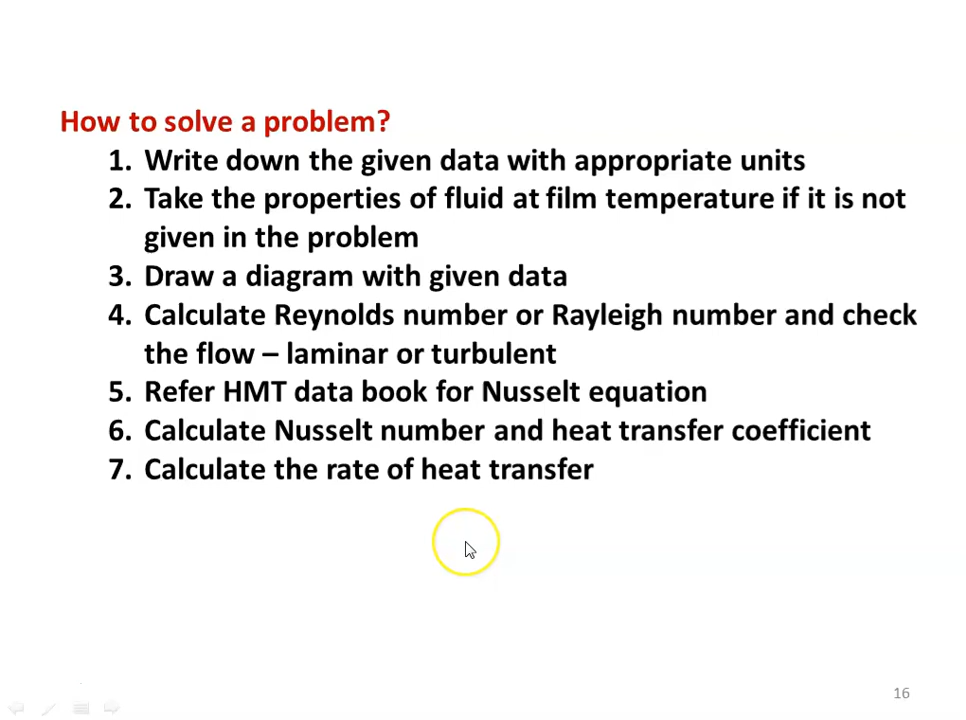 How to solve a problem?
1. Write down the given data with appropriate units
2. Take the properties of fluid at film temperature if it is not
given in the problem
3. Draw a diagram with given data
4. Calculate Reynolds number or Rayleigh number and check
the flow – laminar or turbulent
5. Refer HMT data book for Nusselt equation
6. Calculate Nusselt number and heat transfer coefficient
7. Calculate the rate of heat transfer
16